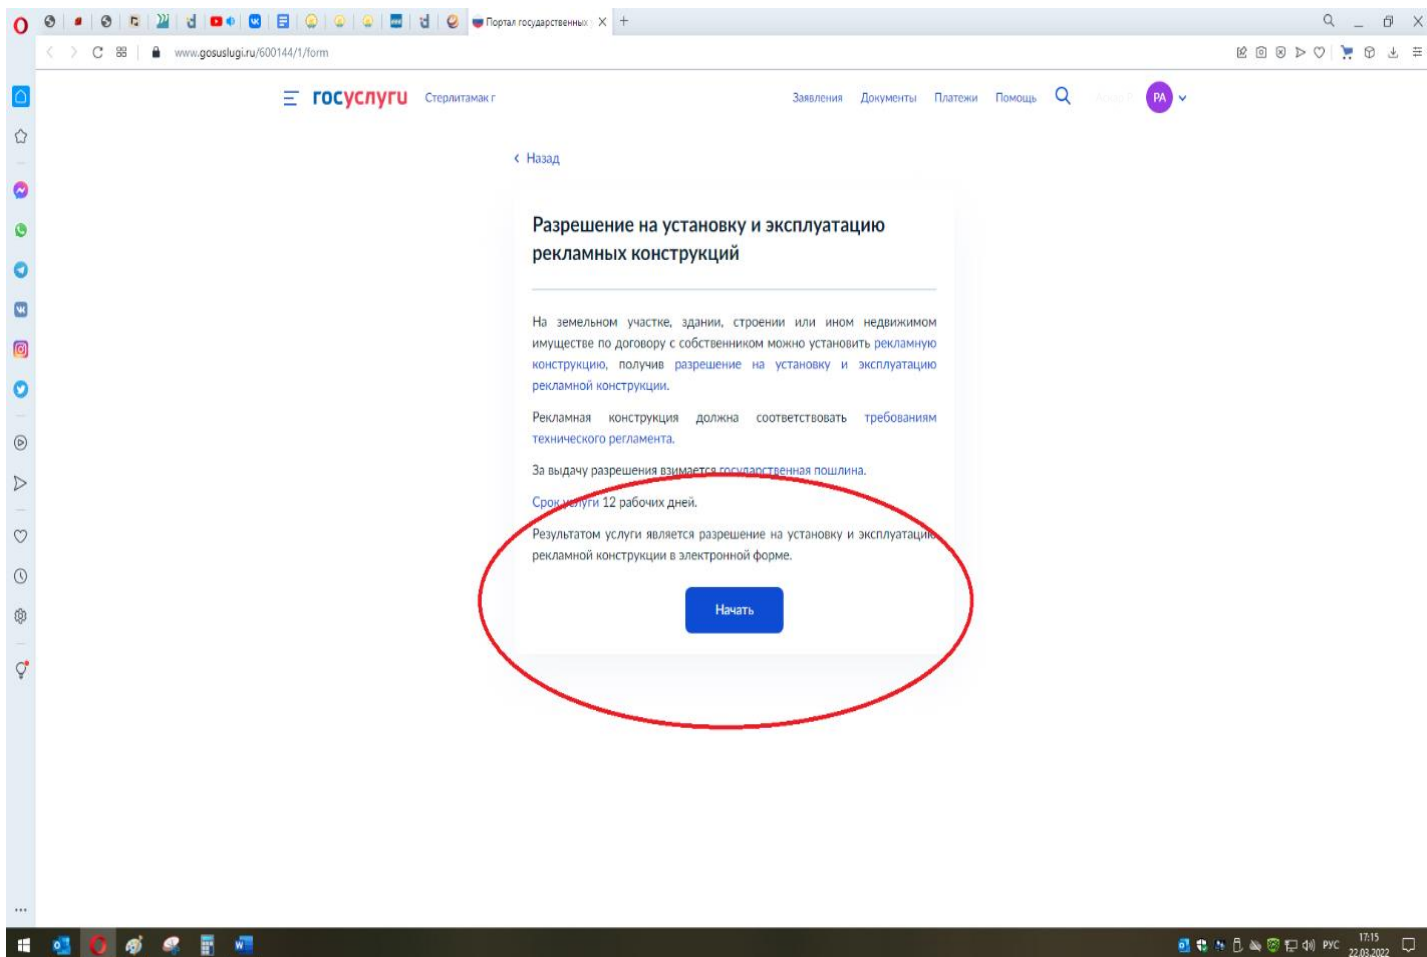 Портал государственных
www.gosuslugi.ru/600144/1/form
госуслуги Стерлитамак г Заявления Документы Платежи Помощь РА
Назад
Разрешение на установку и эксплуатацию
рекламных конструкций
На земельном участке, здании, строении или ином недвижимом
имуществе по договору с собственником можно установить рекламную
конструкцию, получив разрешение на установку и эксплуатацию
рекламной конструкции.
Рекламная конструкция должна соответствовать требованиям
технического регламента.
За выдачу разрешения взимается государственная пошлина.
Срок услуги 12 рабочих дней.
Результатом услуги является разрешение на установку и эксплуатацию
рекламной конструкции в электронной форме.
Начать
РУС 17:15
22.03.2022